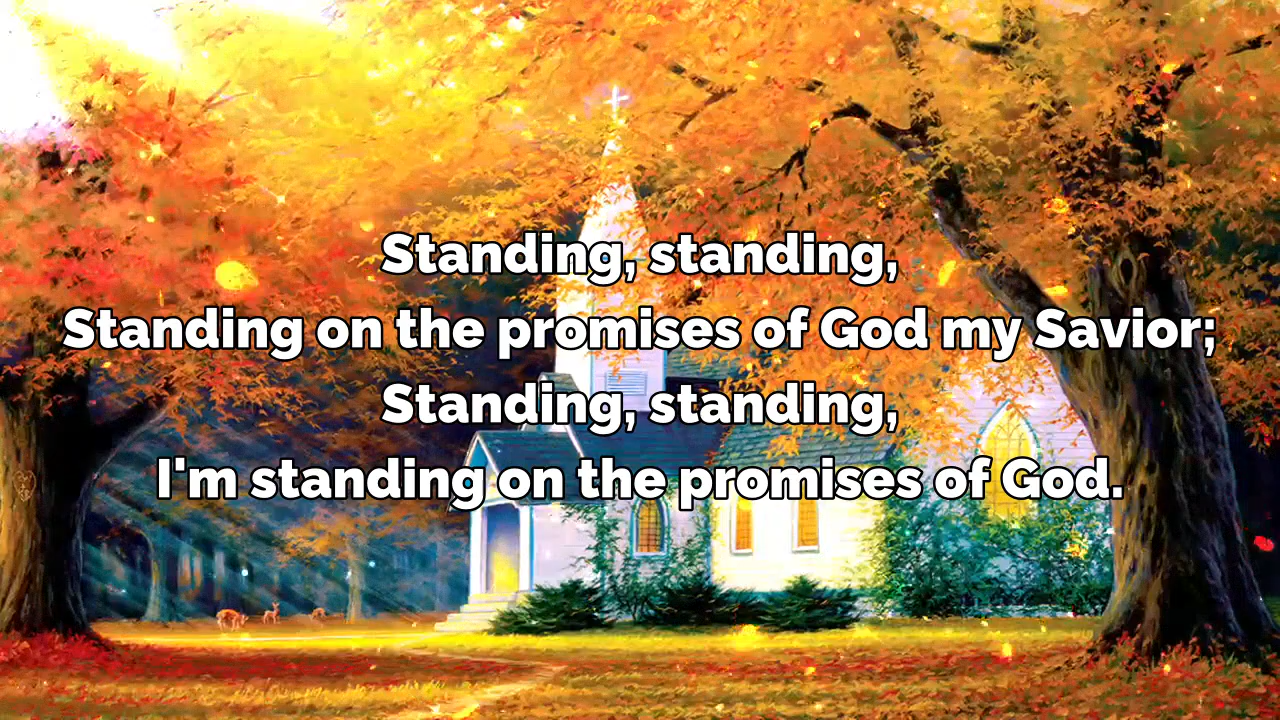 Standing, standing,
Standing on the promises of God my Savior;
Standing, standing,
I'm standing on the promises of God.